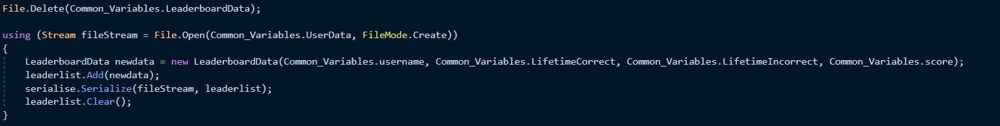 File.Delete(Common_Variables.LeaderboardData);
using (Stream fileStream = File.Open(Common_Variables.UserData, FileMode.Create))
{
LeaderboardData newdata = new LeaderboardData(Common_Variables.username, Common_Variables.LifetimeCorrect, Common_Variables.LifetimeIncorrect, Common_Variables.score);
leaderlist.Add(newdata);
serialise.Serialize(fileStream, leaderlist);
leaderlist.Clear();
}